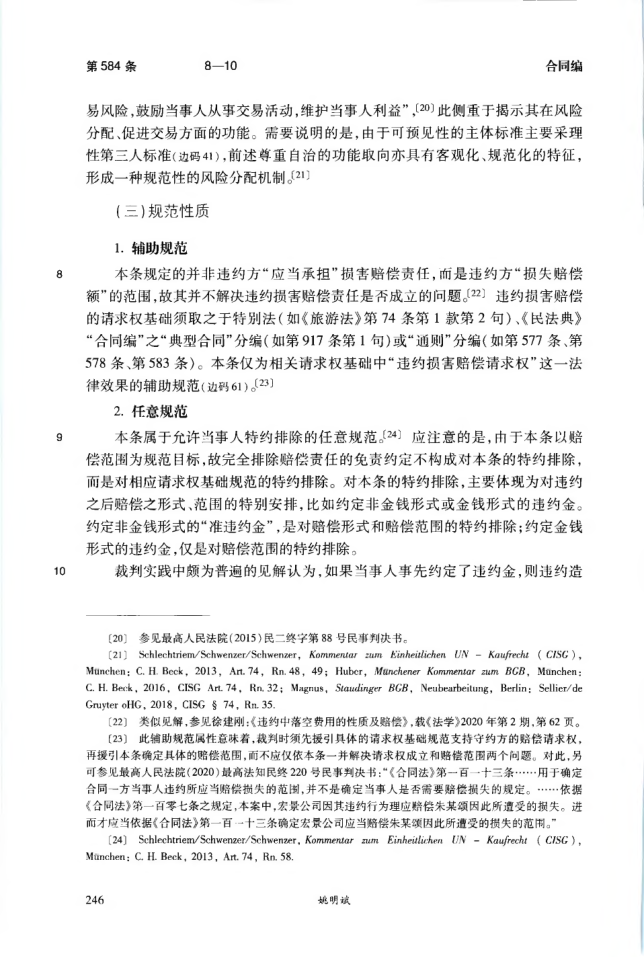 第 584 条 8—10 合同编
易风险,鼓励当事人从事交易活动,维护当事人利益”,〔20〕此侧重于揭示其在风险
分配、促进交易方面的功能。需要说明的是,由于可预见性的主体标准主要采理
性第三人标准(边码 41),前述尊重自治的功能取向亦具有客观化、规范化的特征,
形成一种规范性的风险分配机制。〔21〕
(三)规范性质
1. 辅助规范
8 本条规定的并非违约方“应当承担”损害赔偿责任,而是违约方“损失赔偿
额”的范围,故其并不解决违约损害赔偿责任是否成立的问题。〔22〕 违约损害赔偿
的请求权基础须取之于特别法(如《旅游法》第 74 条第 1 款第 2 句)、《民法典》
“合同编”之“典型合同”分编(如第 917 条第 1 句)或“通则”分编(如第 577 条、第
578 条、第 583 条)。本条仅为相关请求权基础中“违约损害赔偿请求权”这一法
律效果的辅助规范(边码 61)。〔23〕
2. 任意规范
9 本条属于允许当事人特约排除的任意规范。〔24〕 应注意的是,由于本条以赔
偿范围为规范目标,故完全排除赔偿责任的免责约定不构成对本条的特约排除,
而是对相应请求权基础规范的特约排除。对本条的特约排除,主要体现为对违约
之后赔偿之形式、范围的特别安排,比如约定非金钱形式或金钱形式的违约金。
约定非金钱形式的“准违约金”,是对赔偿形式和赔偿范围的特约排除;约定金钱
形式的违约金,仅是对赔偿范围的特约排除。
10 裁判实践中颇为普遍的见解认为,如果当事人事先约定了违约金,则违约造
〔20〕 参见最高人民法院(2015)民二终字第 88 号民事判决书。
〔21〕 Schlechtriem/Schwenzer/Schwenzer, Kommentar zum Einheitlichen UN - Kaufrecht ( CISG ),
München: C. H. Beck, 2013, Art. 74, Rn. 48, 49; Huber, Münchener Kommentar zum BGB, München:
C. H. Beck, 2016, CISG Art. 74, Rn. 32; Magnus, Staudinger BGB, Neubearbeitung, Berlin: Sellier/de
Gruyter oHG, 2018, CISG § 74, Rn. 35.
〔22〕 类似见解,参见徐建刚:《违约中落空费用的性质及赔偿》,载《法学》2020 年第 2 期,第 62 页。
〔23〕 此辅助规范属性意味着,裁判时须先援引具体的请求权基础规范支持守约方的赔偿请求权,
再援引本条确定具体的赔偿范围,而不应仅依本条一并解决请求权成立和赔偿范围两个问题。对此,另
可参见最高人民法院(2020)最高法知民终 220 号民事判决书:“《合同法》第一百一十三条……用于确定
合同一方当事人违约所应当赔偿损失的范围,并不是确定当事人是否需要赔偿损失的规定。……依据
《合同法》第一百零七条之规定,本案中,宏景公司因其违约行为理应赔偿朱某颂因此所遭受的损失。进
而才应当依据《合同法》第一百一十三条确定宏景公司应当赔偿朱某颂因此所遭受的损失的范围。”
〔24〕 Schlechtriem/Schwenzer/Schwenzer, Kommentar zum Einheitlichen UN - Kaufrecht ( CISG ),
München: C. H. Beck, 2013, Art. 74, Rn. 58.
246 姚明斌